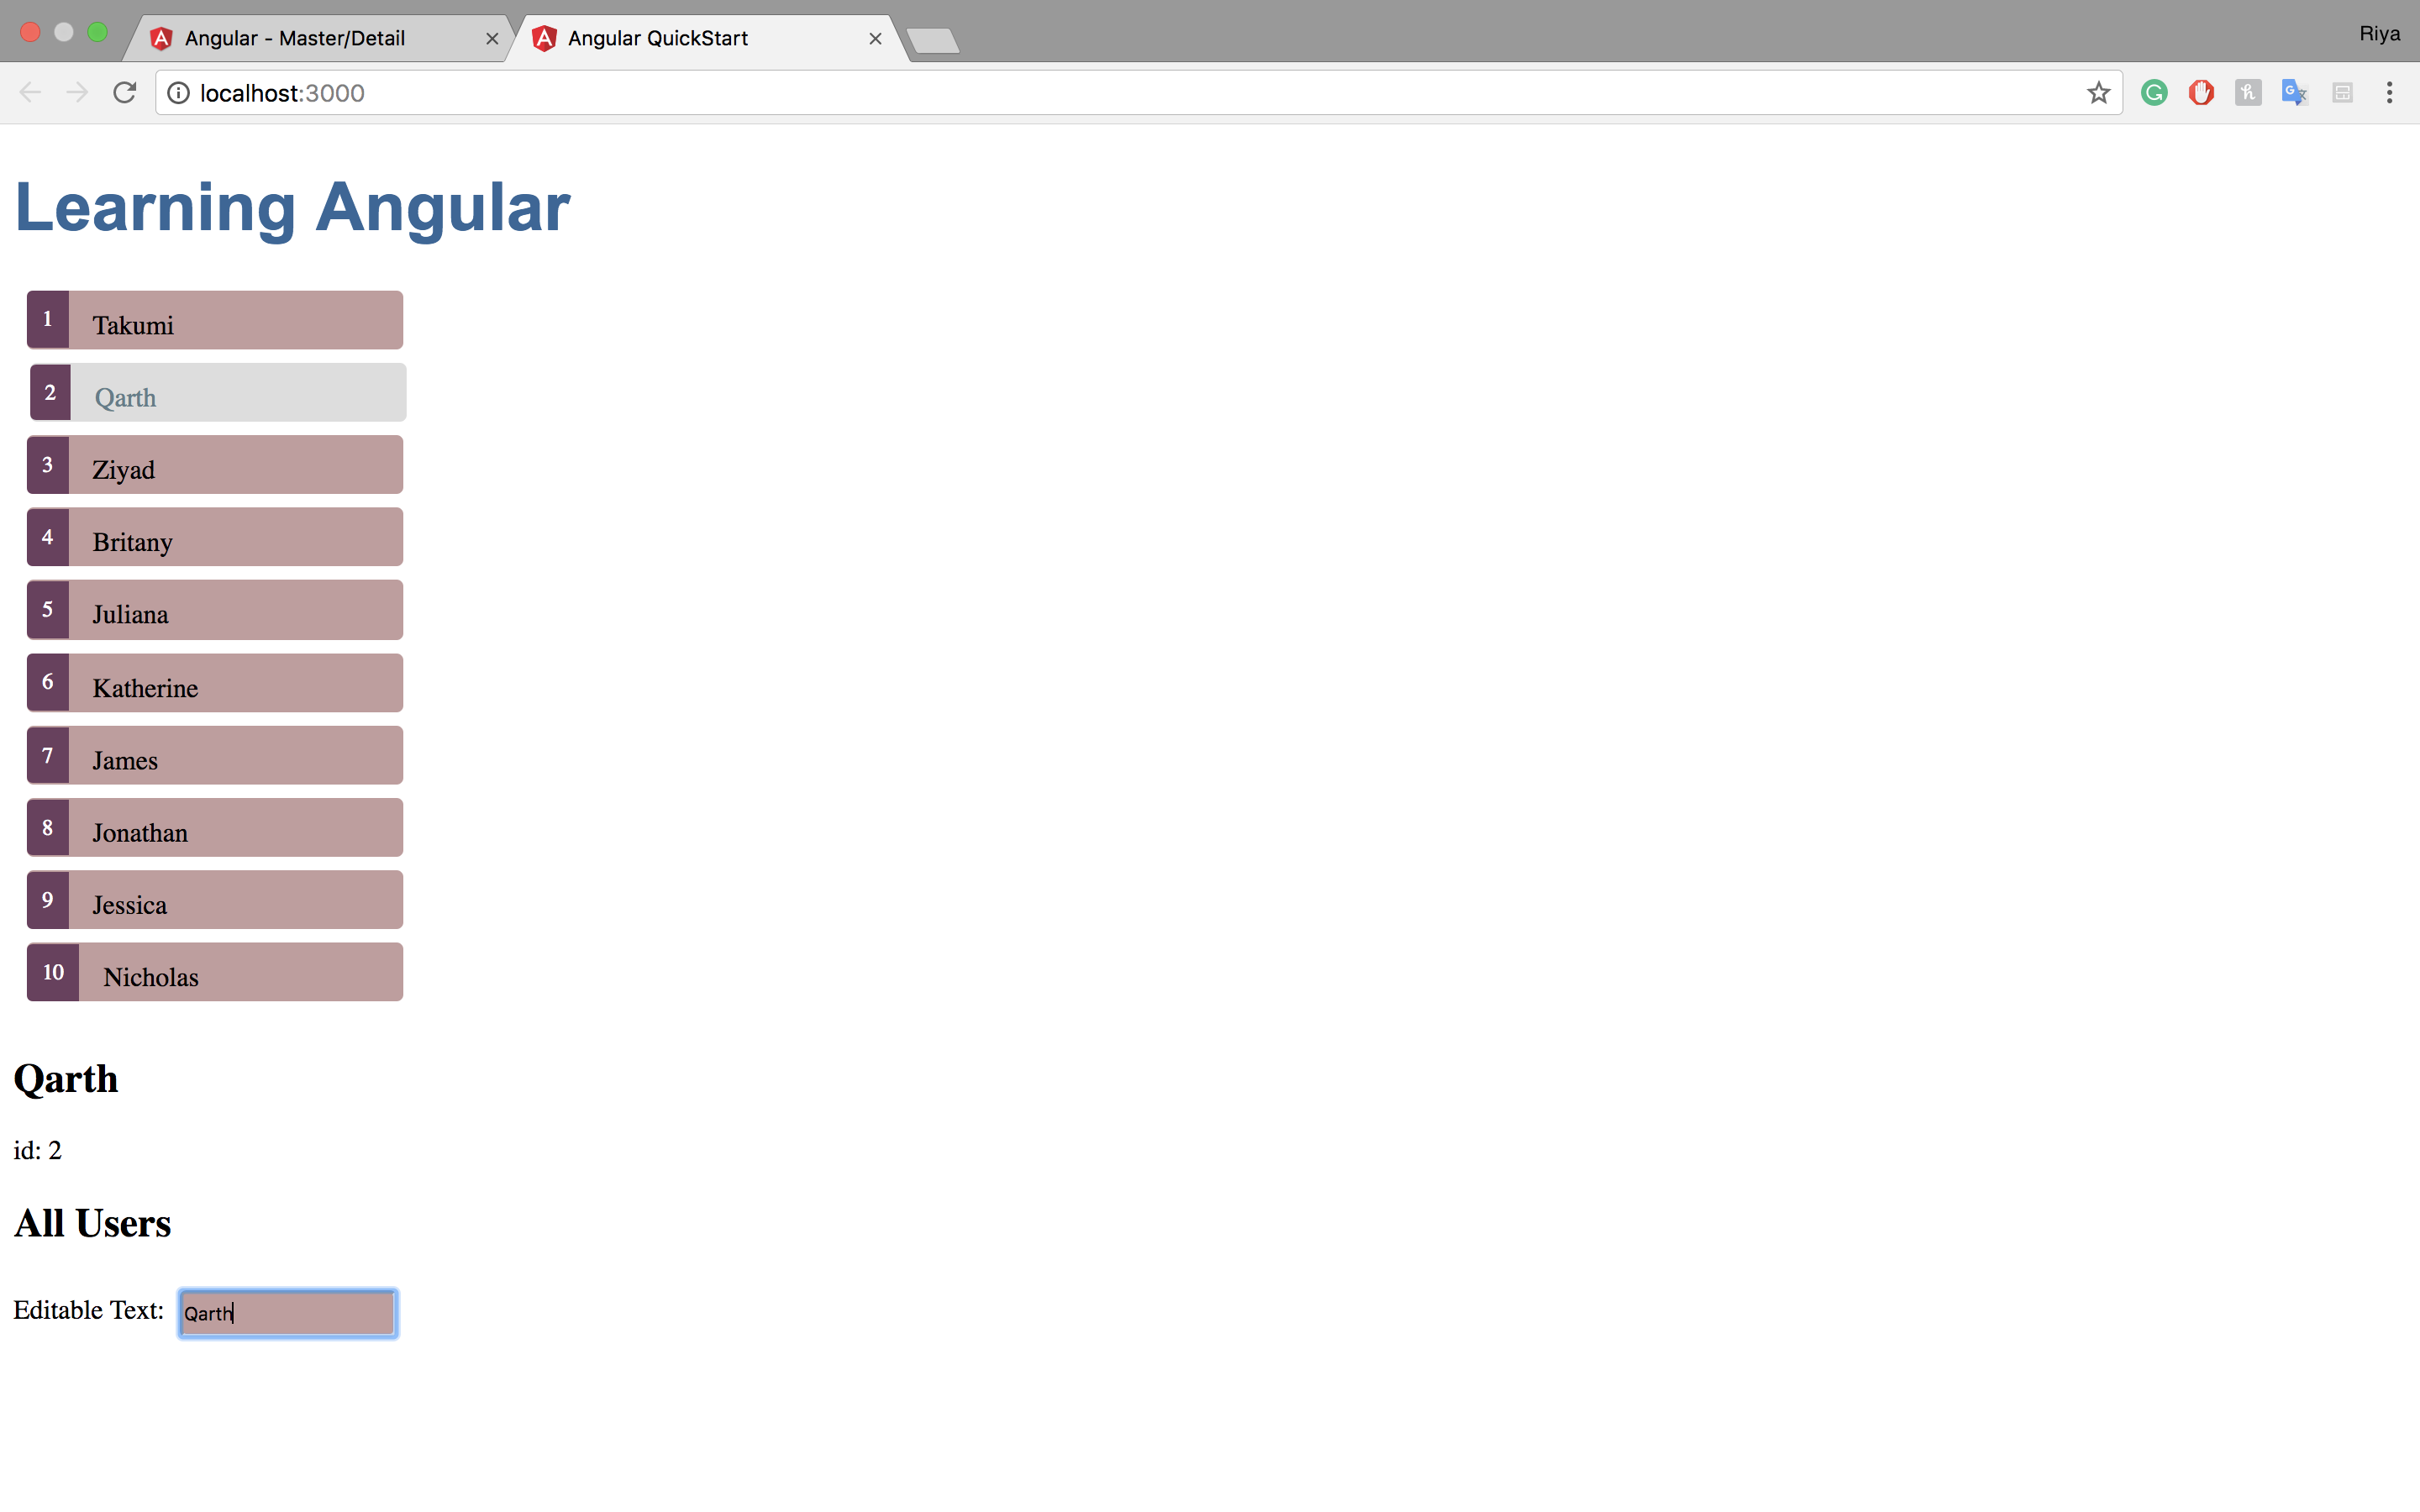 Angular - Master/Detail
Angular QuickStart
Riya
localhost:3000
Learning Angular
1 Takumi
2 Qarth
3 Ziyad
4 Britany
5 Juliana
6 Katherine
7 James
8 Jonathan
9 Jessica
10 Nicholas
Qarth
id: 2
All Users
Editable Text: Qarth